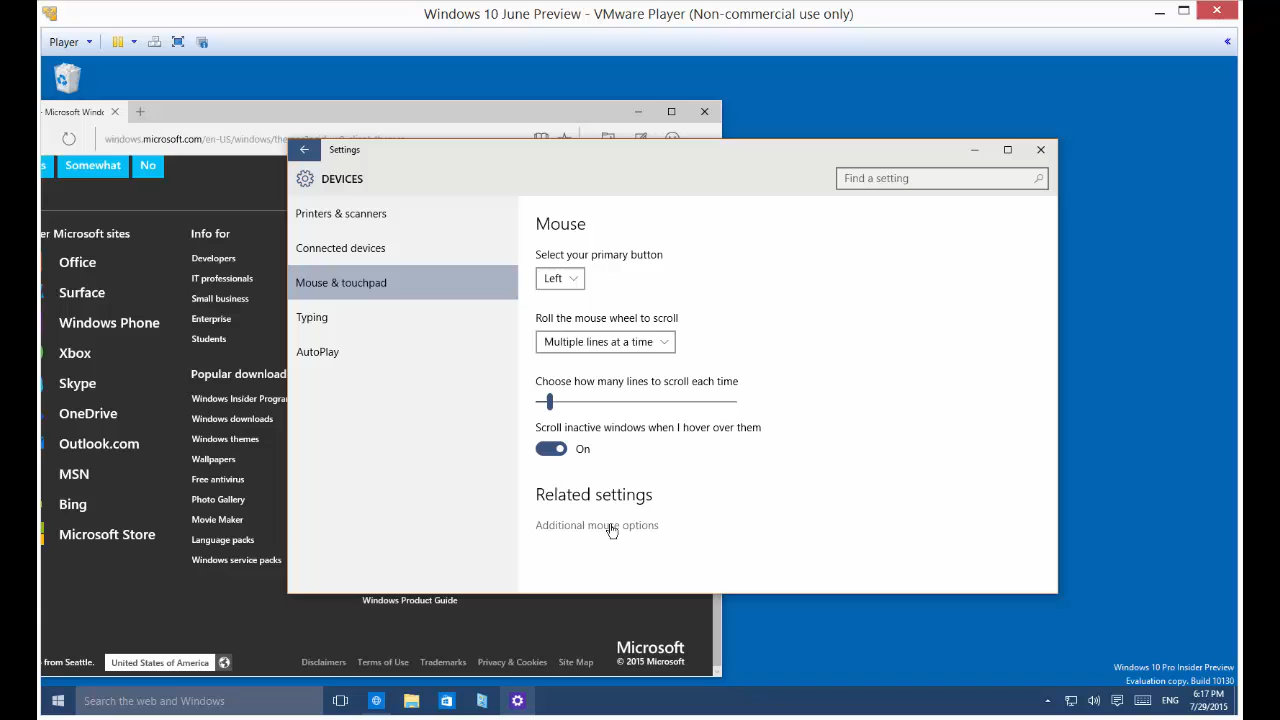 Windows 10 June Preview - VMware Player (Non-commercial use only)
Player
- Microsoft Windc
windows.microsoft.com/en-US/windows/
Somewhat
No
er Microsoft sites
Office
Surface
Windows Phone
Xbox
Skype
OneDrive
Outlook.com
MSN
Bing
Microsoft Store
Info for
Developers
IT professionals
Small business
Enterprise
Students
Popular download
Windows Insider Progra
Windows downloads
Windows themes
Wallpapers
Free antivirus
Photo Gallery
Movie Maker
Language packs
Windows service packs
Settings
DEVICES
Find a setting
Printers & scanners
Connected devices
Mouse & touchpad
Typing
AutoPlay
Mouse
Select your primary button
Left
Roll the mouse wheel to scroll
Multiple lines at a time
Choose how many lines to scroll each time
Scroll inactive windows when I hover over them
On
Related settings
Additional mouse options
Windows Product Guide
from Seattle.
United States of America
Disclaimers
Terms of Use
Trademarks
Privacy & Cookies
Site Map
Microsoft
© 2015 Microsoft
Windows 10 Pro Insider Preview
Evaluation copy. Build 10130
Search the web and Windows
ENG
6:17 PM
7/29/2015